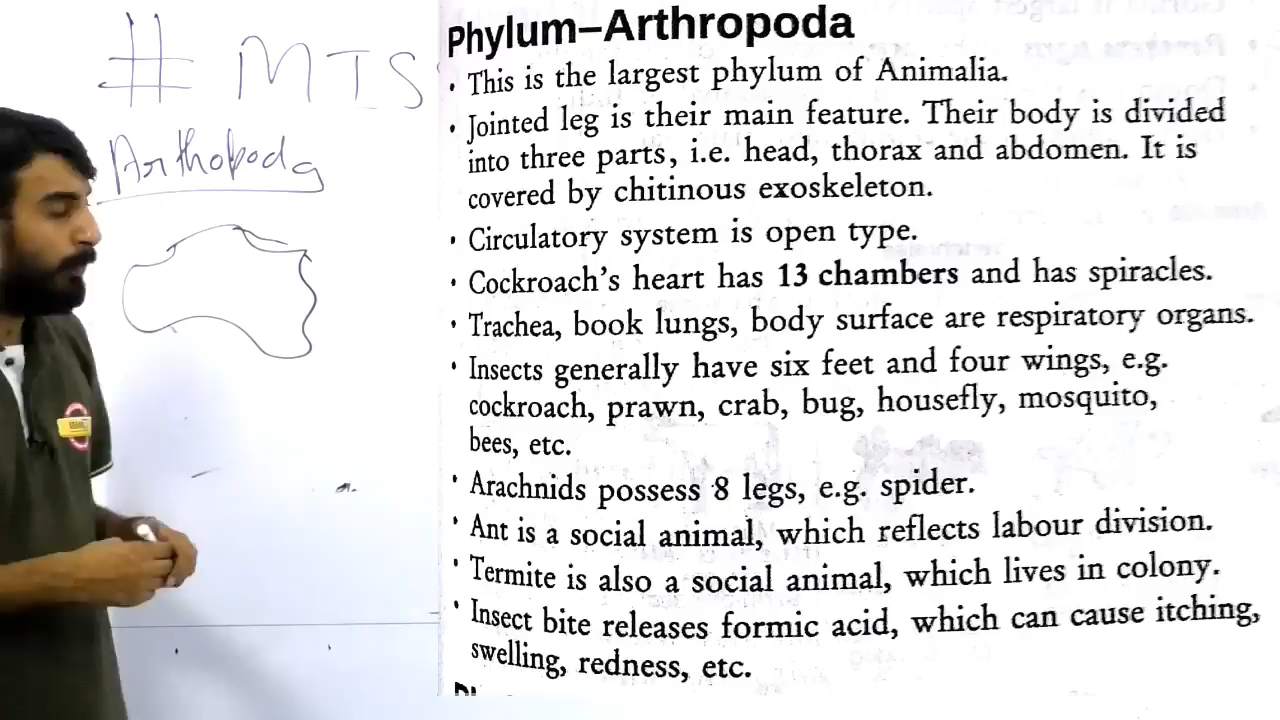 # MTS
Arthopoda
Phylum–Arthropoda
• This is the largest phylum of Animalia.
• Jointed leg is their main feature. Their body is divided
into three parts, i.e. head, thorax and abdomen. It is
covered by chitinous exoskeleton.
• Circulatory system is open type.
• Cockroach's heart has 13 chambers and has spiracles.
• Trachea, book lungs, body surface are respiratory organs.
• Insects generally have six feet and four wings, e.g.
cockroach, prawn, crab, bug, housefly, mosquito,
bees, etc.
• Arachnids possess 8 legs, e.g. spider.
• Ant is a social animal, which reflects labour division.
• Termite is also a social animal, which lives in colony.
• Insect bite releases formic acid, which can cause itching,
swelling, redness, etc.